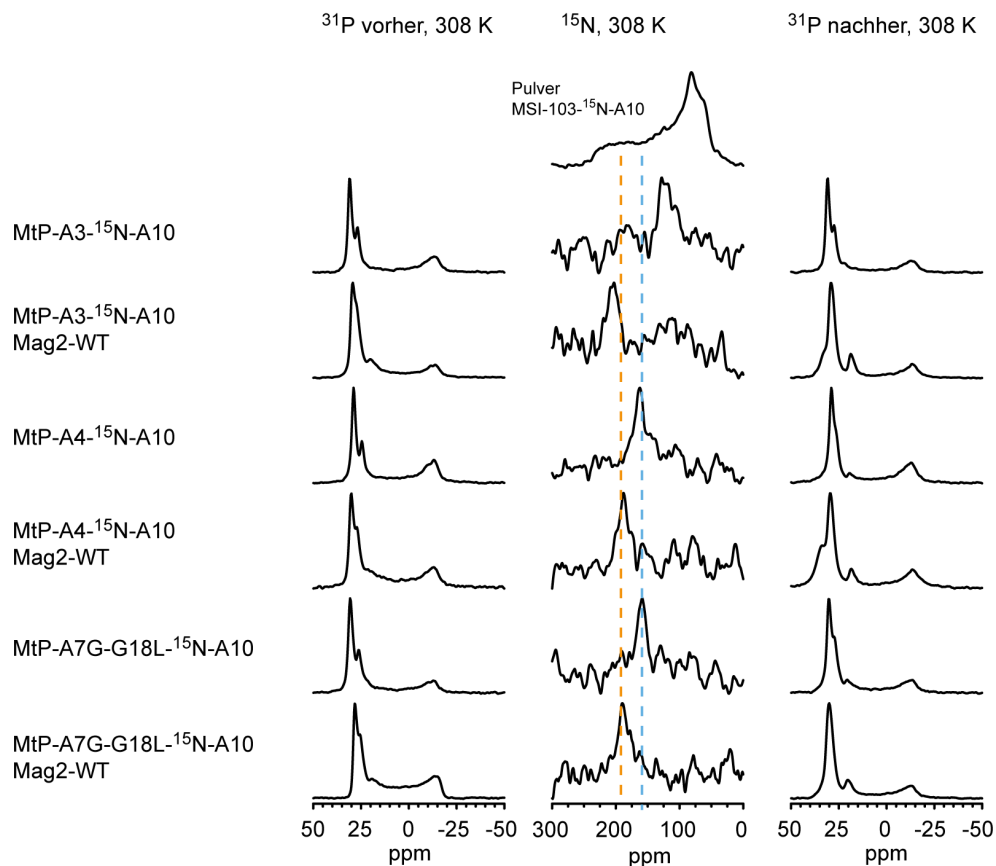 ³¹P vorher, 308 K
¹⁵N, 308 K
³¹P nachher, 308 K
Pulver
MSI-103-¹⁵N-A10
MtP-A3-¹⁵N-A10
MtP-A3-¹⁵N-A10
Mag2-WT
MtP-A4-¹⁵N-A10
MtP-A4-¹⁵N-A10
Mag2-WT
MtP-A7G-G18L-¹⁵N-A10
MtP-A7G-G18L-¹⁵N-A10
Mag2-WT
50 25 0 -25 -50
300 200 100 0
50 25 0 -25 -50
ppm
ppm
ppm